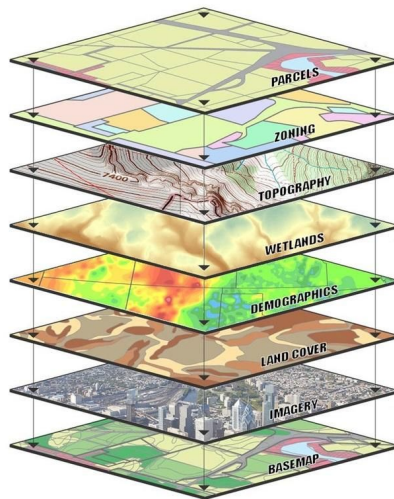 PARCELS
ZONING
7400
TOPOGRAPHY
WETLANDS
DEMOGRAPHICS
LAND COVER
IMAGERY
BASEMAP